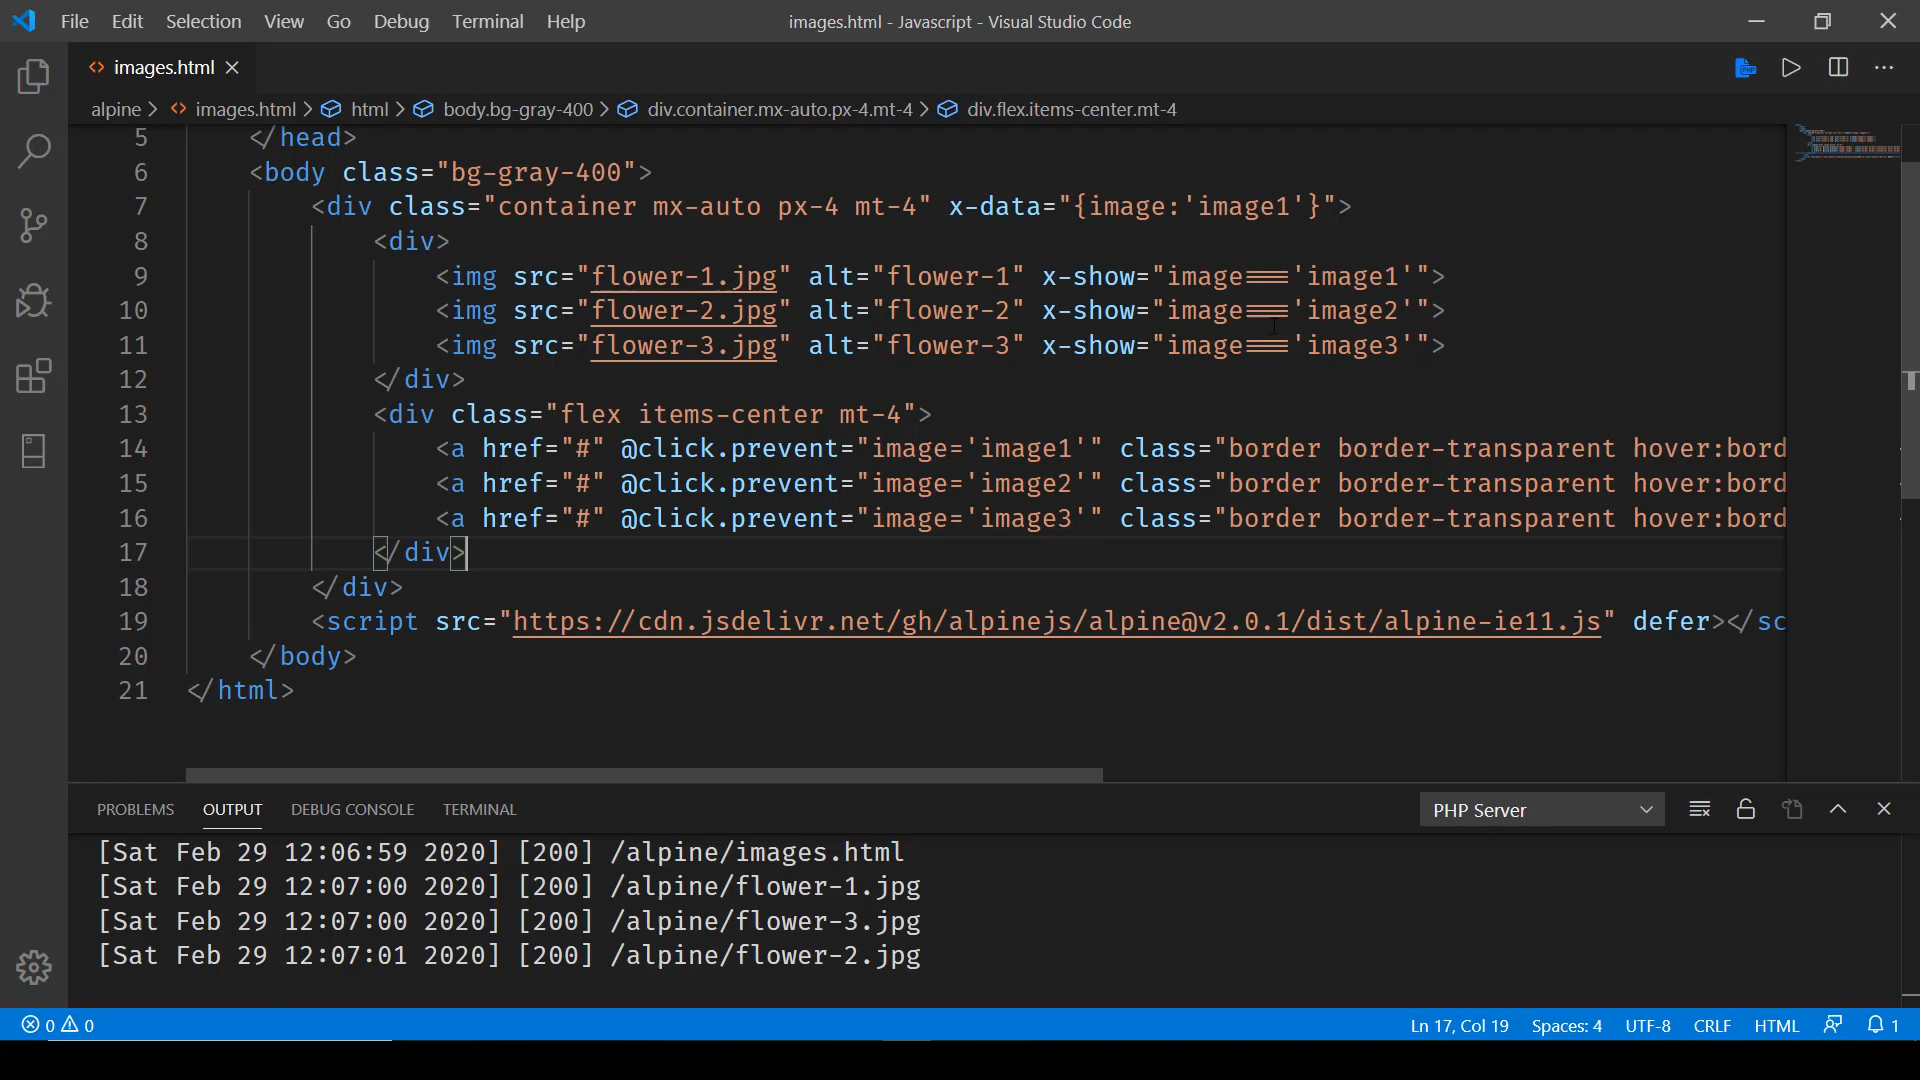 File Edit Selection View Go Debug Terminal Help images.html - Javascript - Visual Studio Code
images.html
alpine > images.html > html > body.bg-gray-400 > div.container.mx-auto.px-4.mt-4 > div.flex.items-center.mt-4
5 </head>
6 <body class="bg-gray-400">
7 <div class="container mx-auto px-4 mt-4" x-data="{image:'image1'}">
8 <div>
9 <img src="flower-1.jpg" alt="flower-1" x-show="image==='image1'">
10 <img src="flower-2.jpg" alt="flower-2" x-show="image==='image2'">
11 <img src="flower-3.jpg" alt="flower-3" x-show="image==='image3'">
12 </div>
13 <div class="flex items-center mt-4">
14 <a href="#" @click.prevent="image='image1'" class="border border-transparent hover:bord
15 <a href="#" @click.prevent="image='image2'" class="border border-transparent hover:bord
16 <a href="#" @click.prevent="image='image3'" class="border border-transparent hover:bord
17 </div>
18 </div>
19 <script src="https://cdn.jsdelivr.net/gh/alpinejs/alpine@v2.0.1/dist/alpine-ie11.js" defer></sc
20 </body>
21 </html>
PROBLEMS OUTPUT DEBUG CONSOLE TERMINAL PHP Server
[Sat Feb 29 12:06:59 2020] [200] /alpine/images.html
[Sat Feb 29 12:07:00 2020] [200] /alpine/flower-1.jpg
[Sat Feb 29 12:07:00 2020] [200] /alpine/flower-3.jpg
[Sat Feb 29 12:07:01 2020] [200] /alpine/flower-2.jpg
0 0 Ln 17, Col 19 Spaces: 4 UTF-8 CRLF HTML 1